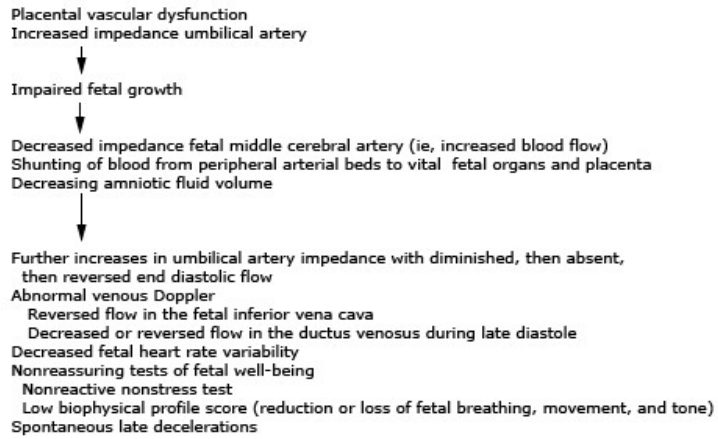 Placental vascular dysfunction
Increased impedance umbilical artery
Impaired fetal growth
Decreased impedance fetal middle cerebral artery (ie, increased blood flow)
Shunting of blood from peripheral arterial beds to vital fetal organs and placenta
Decreasing amniotic fluid volume
Further increases in umbilical artery impedance with diminished, then absent,
then reversed end diastolic flow
Abnormal venous Doppler
Reversed flow in the fetal inferior vena cava
Decreased or reversed flow in the ductus venosus during late diastole
Decreased fetal heart rate variability
Nonreassuring tests of fetal well-being
Nonreactive nonstress test
Low biophysical profile score (reduction or loss of fetal breathing, movement, and tone)
Spontaneous late decelerations